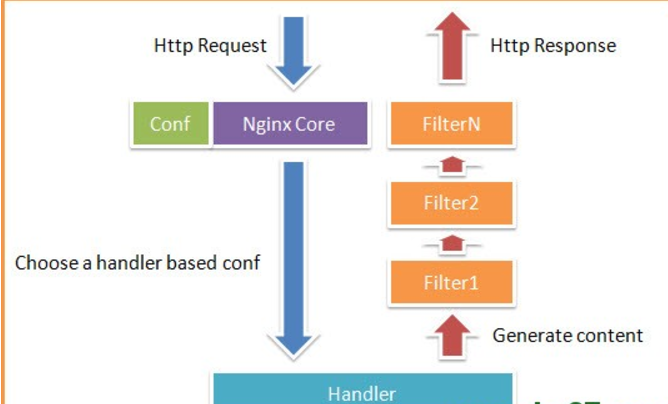 Http Request
Http Response
Conf
Nginx Core
FilterN
Filter2
Choose a handler based conf
Filter1
Generate content
Handler